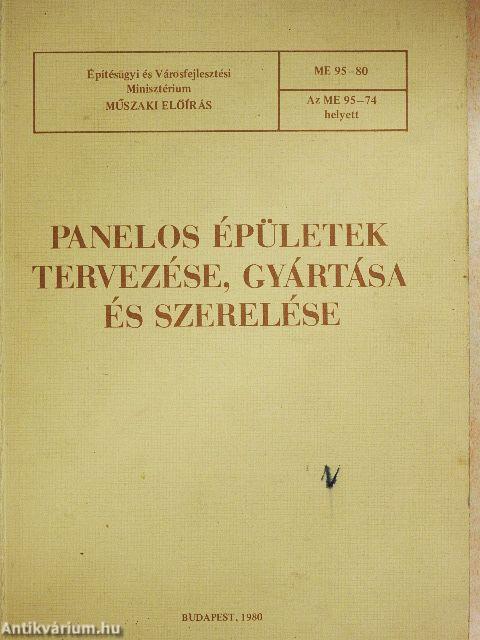 Építésügyi és Városfejlesztési
Minisztérium
MŰSZAKI ELŐÍRÁS
ME 95–80
Az ME 95–74
helyett
PANELOS ÉPÜLETEK
TERVEZÉSE, GYÁRTÁSA
ÉS SZERELÉSE
N
BUDAPEST, 1980
Antikvárium.hu